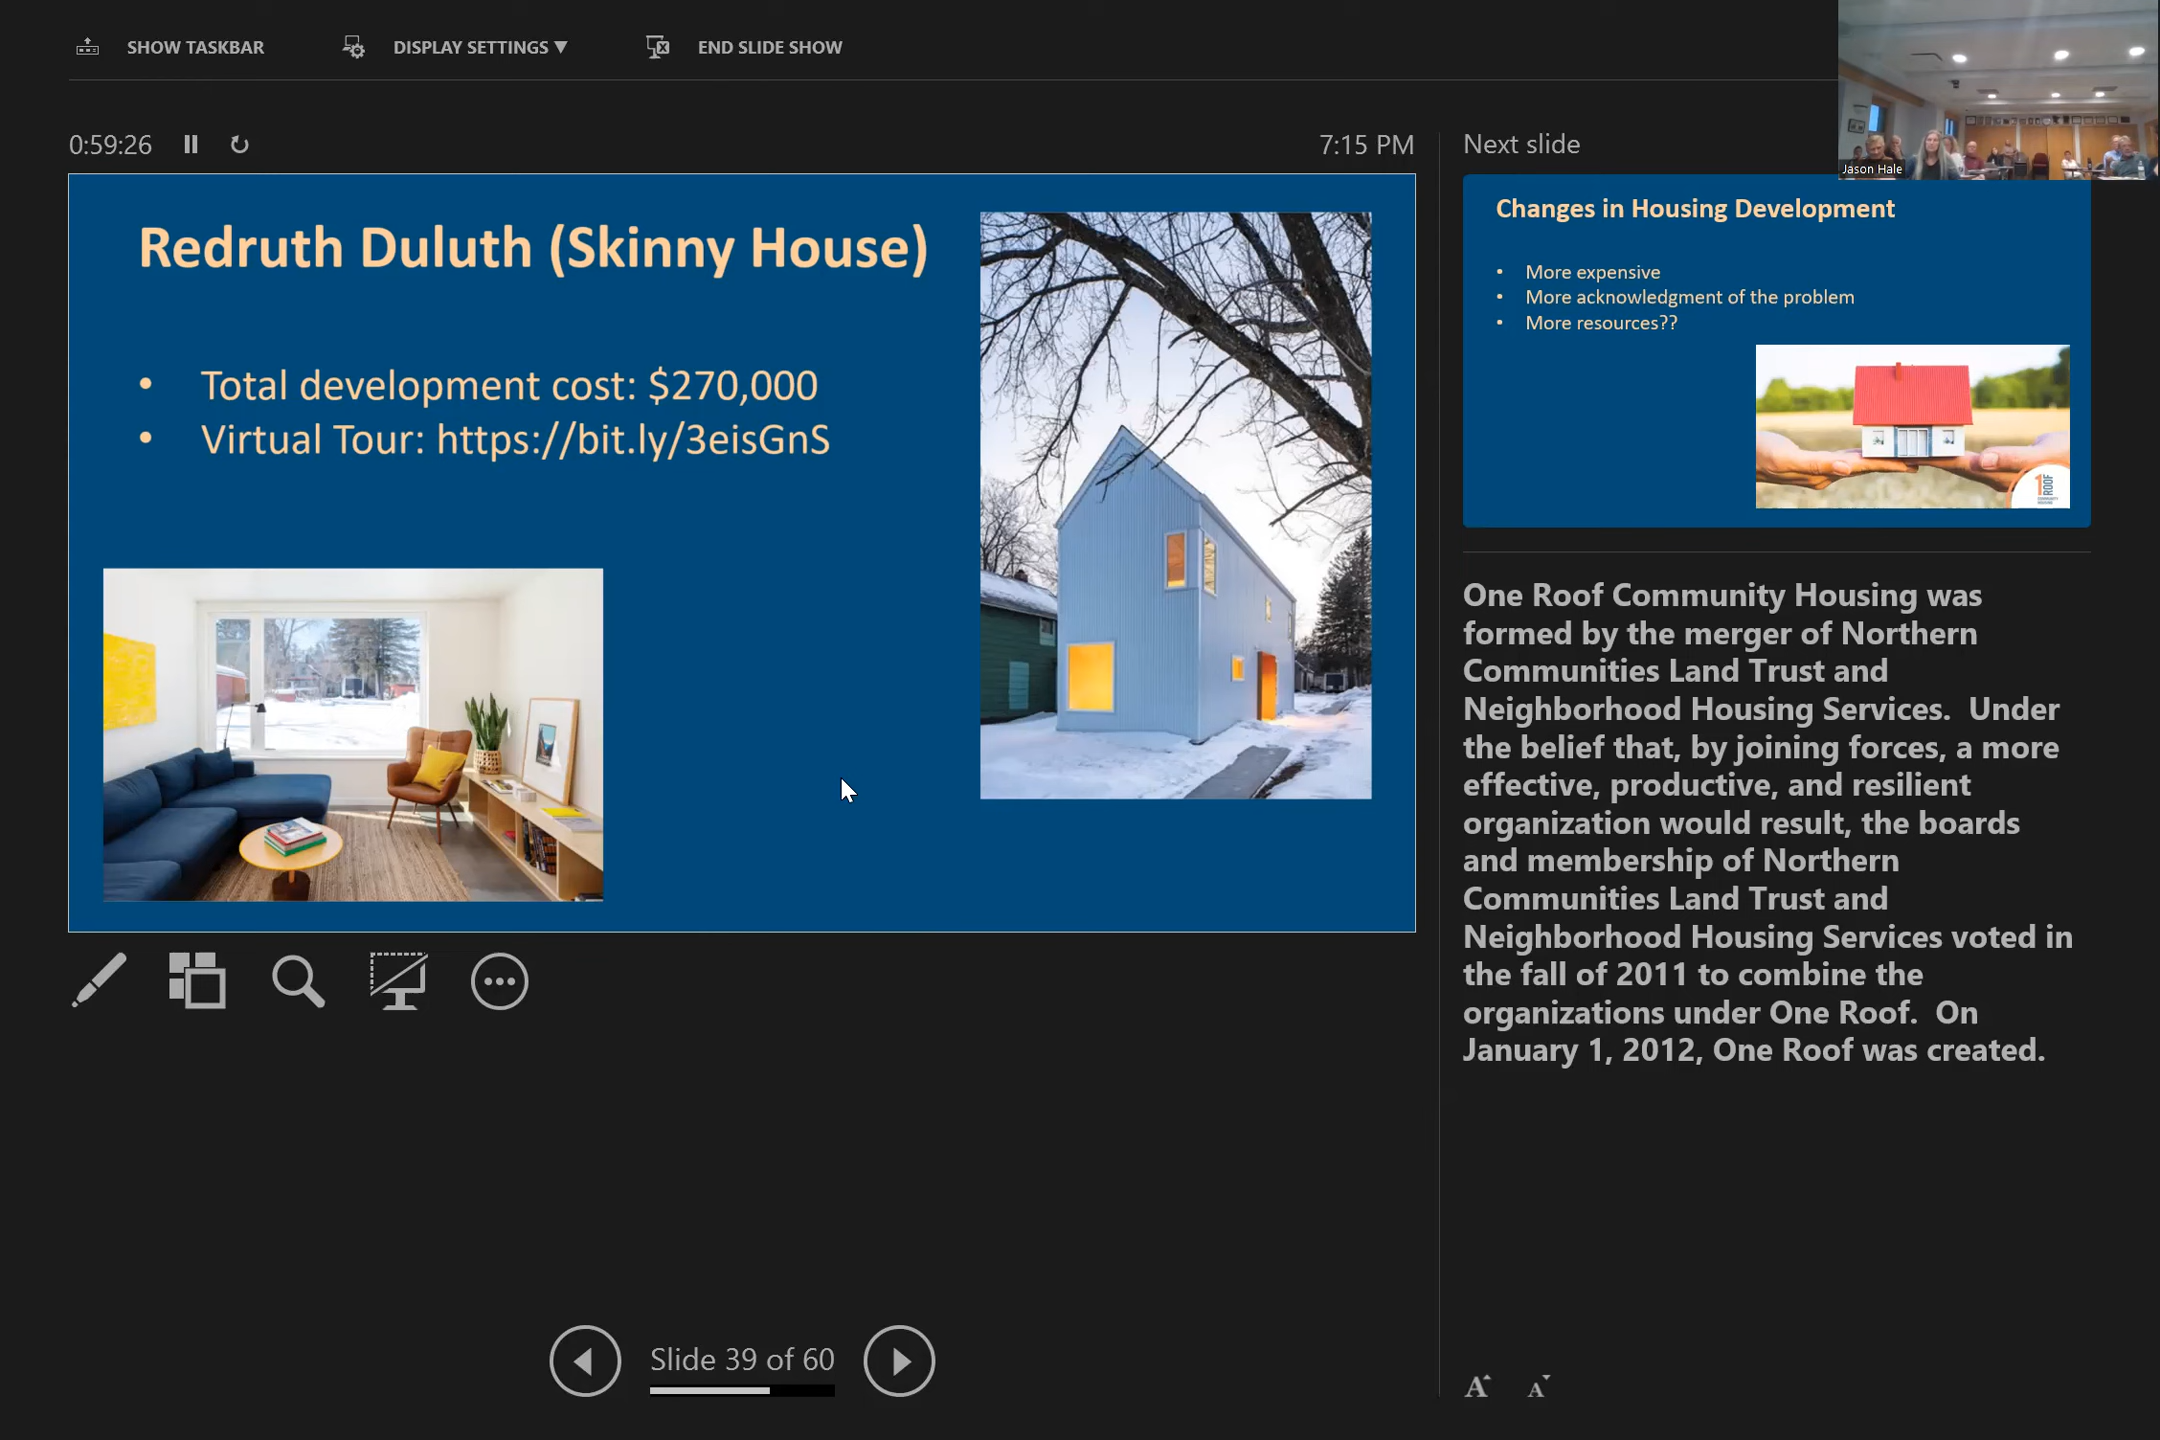 SHOW TASKBAR
DISPLAY SETTINGS ▼
END SLIDE SHOW
0:59:26
7:15 PM
Next slide
Jason Hale
Redruth Duluth (Skinny House)
• Total development cost: $270,000
• Virtual Tour: https://bit.ly/3eisGnS
Changes in Housing Development
• More expensive
• More acknowledgment of the problem
• More resources??
1 ROOF
One Roof Community Housing was
formed by the merger of Northern
Communities Land Trust and
Neighborhood Housing Services.  Under
the belief that, by joining forces, a more
effective, productive, and resilient
organization would result, the boards
and membership of Northern
Communities Land Trust and
Neighborhood Housing Services voted in
the fall of 2011 to combine the
organizations under One Roof.  On
January 1, 2012, One Roof was created.
Slide 39 of 60
A A